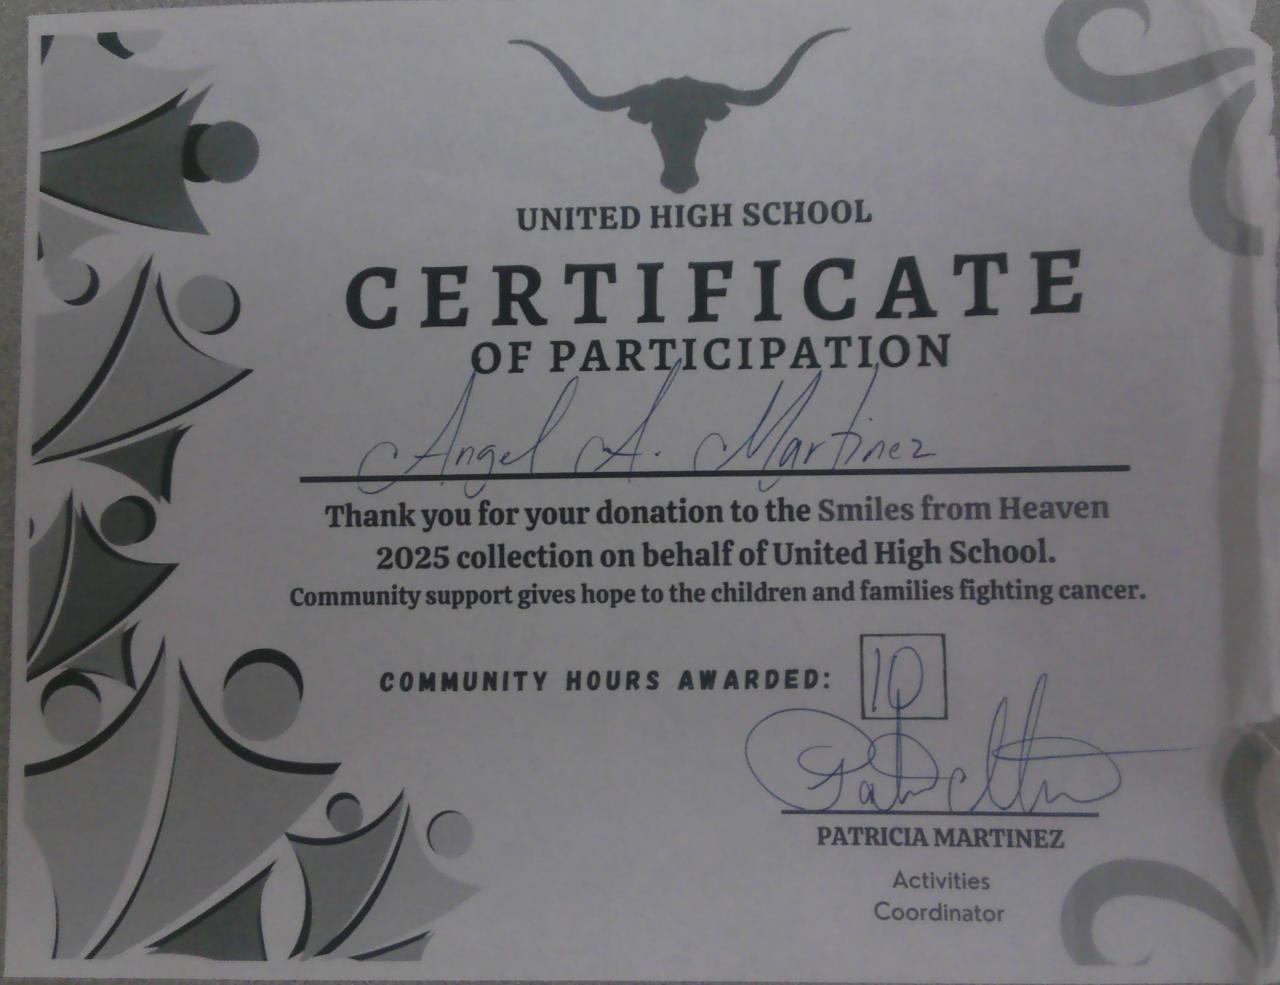 UNITED HIGH SCHOOL
CERTIFICATE
OF PARTICIPATION
Angel A. Martinez
Thank you for your donation to the Smiles from Heaven
2025 collection on behalf of United High School.
Community support gives hope to the children and families fighting cancer.
COMMUNITY HOURS AWARDED: 10
PATRICIA MARTINEZ
Activities
Coordinator